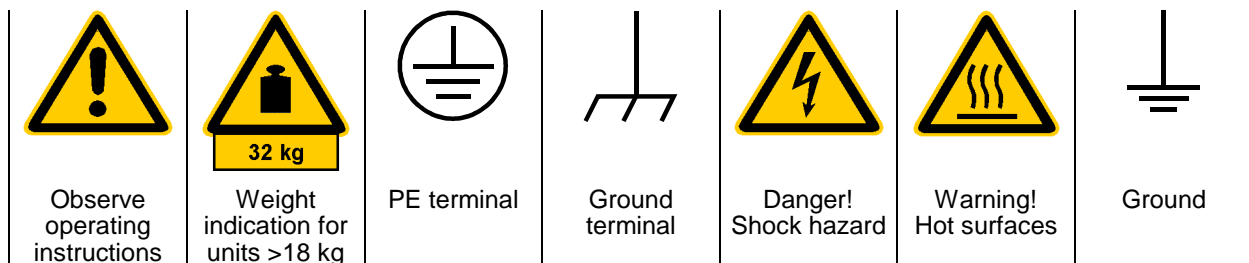 32 kg
Observe
operating
instructions
Weight
indication for
units >18 kg
PE terminal
Ground
terminal
Danger!
Shock hazard
Warning!
Hot surfaces
Ground